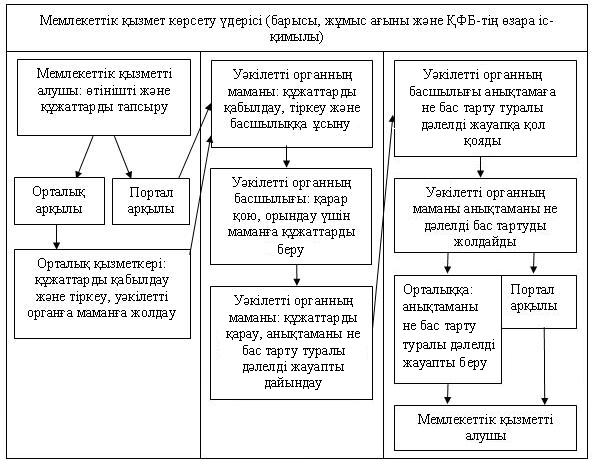 Мемлекеттік қызмет көрсету үдерісі (барысы, жұмыс ағыны және ҚФБ-тің өзара іс-
қимылы)
Мемлекеттік қызметті
алушы: өтінішті және
құжаттарды тапсыру
Орталық
арқылы
Портал
арқылы
Орталық қызметкері:
құжаттарды қабылдау
және тіркеу, уәкілетті
органға маманға жолдау
Уәкілетті органның
маманы: құжаттарды
қабылдау, тіркеу және
басшылыққа ұсыну
Уәкілетті органның
басшылығы: қарар
қою, орындау үшін
маманға құжаттарды
беру
Уәкілетті органның
маманы: құжаттарды
қарау, анықтаманы не
бас тарту туралы
дәлелді жауапты
дайындау
Уәкілетті органның
басшылығы анықтамаға
не бас тарту туралы
дәлелді жауапқа қол
қояды
Уәкілетті органның
маманы анықтаманы не
дәлелді бас тартуды
жолдайды
Орталыққа:
анықтаманы
не бас тарту
туралы дәлелді
жауапты беру
Портал
арқылы
Мемлекеттік қызметті
алушы